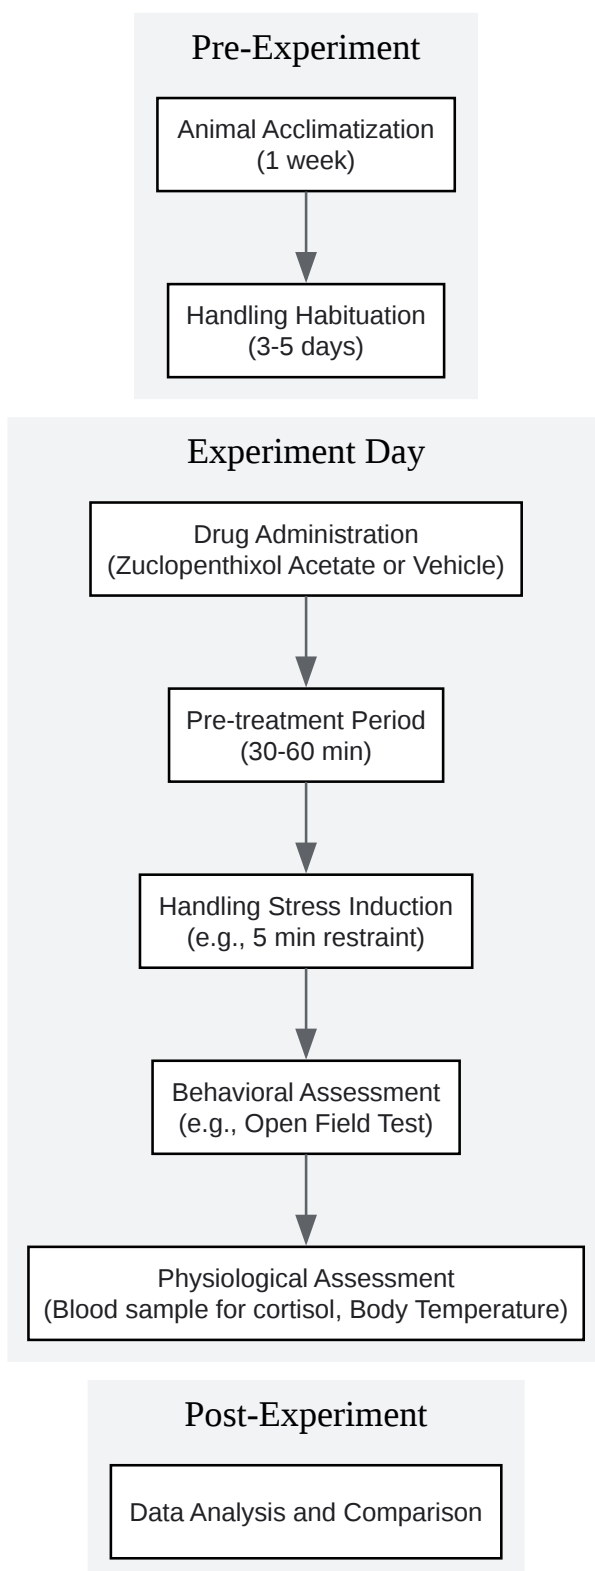 Pre-Experiment
Animal Acclimatization
(1 week)
Handling Habituation
(3-5 days)
Experiment Day
Drug Administration
(Zuclopenthixol Acetate or Vehicle)
Pre-treatment Period
(30-60 min)
Handling Stress Induction
(e.g., 5 min restraint)
Behavioral Assessment
(e.g., Open Field Test)
Physiological Assessment
(Blood sample for cortisol, Body Temperature)
Post-Experiment
Data Analysis and Comparison